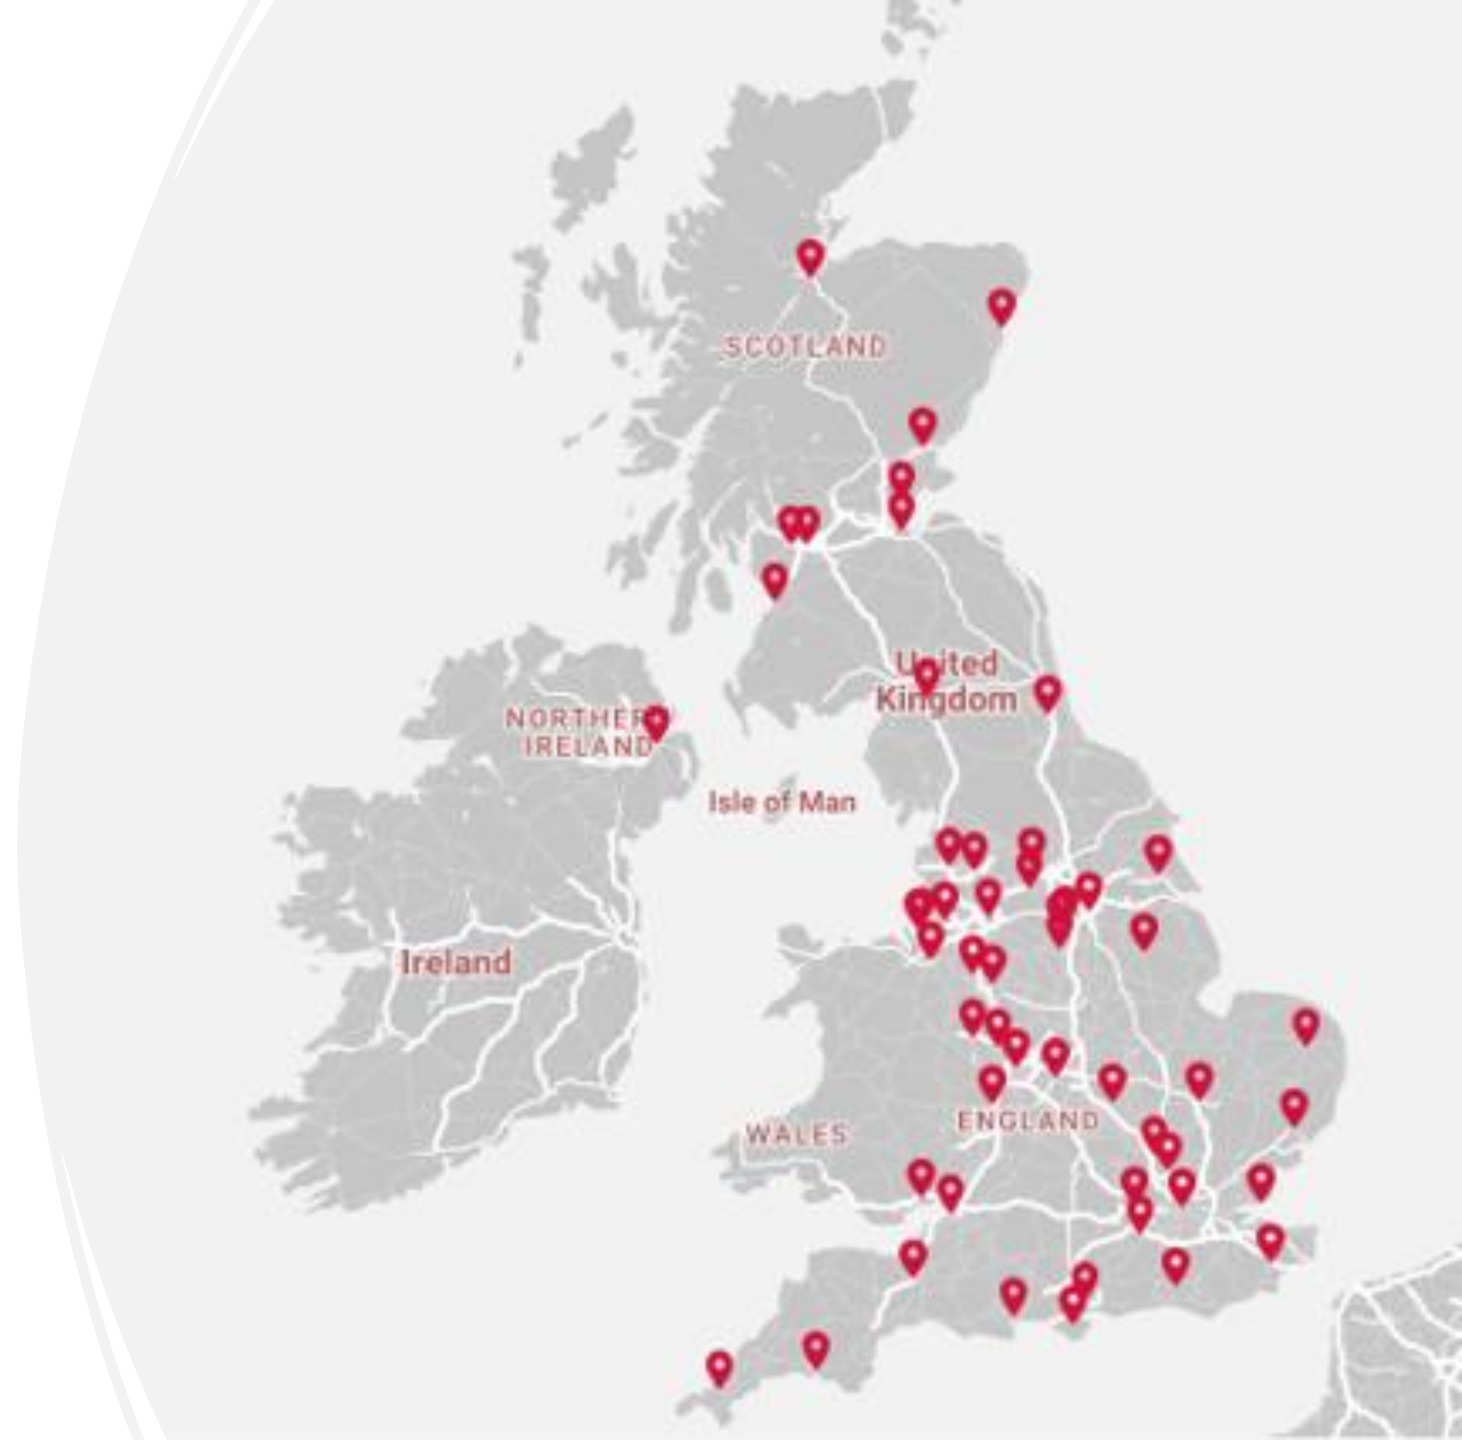 SCOTLAND
United
Kingdom
NORTHERN
IRELAND
Isle of Man
Ireland
WALES
ENGLAND